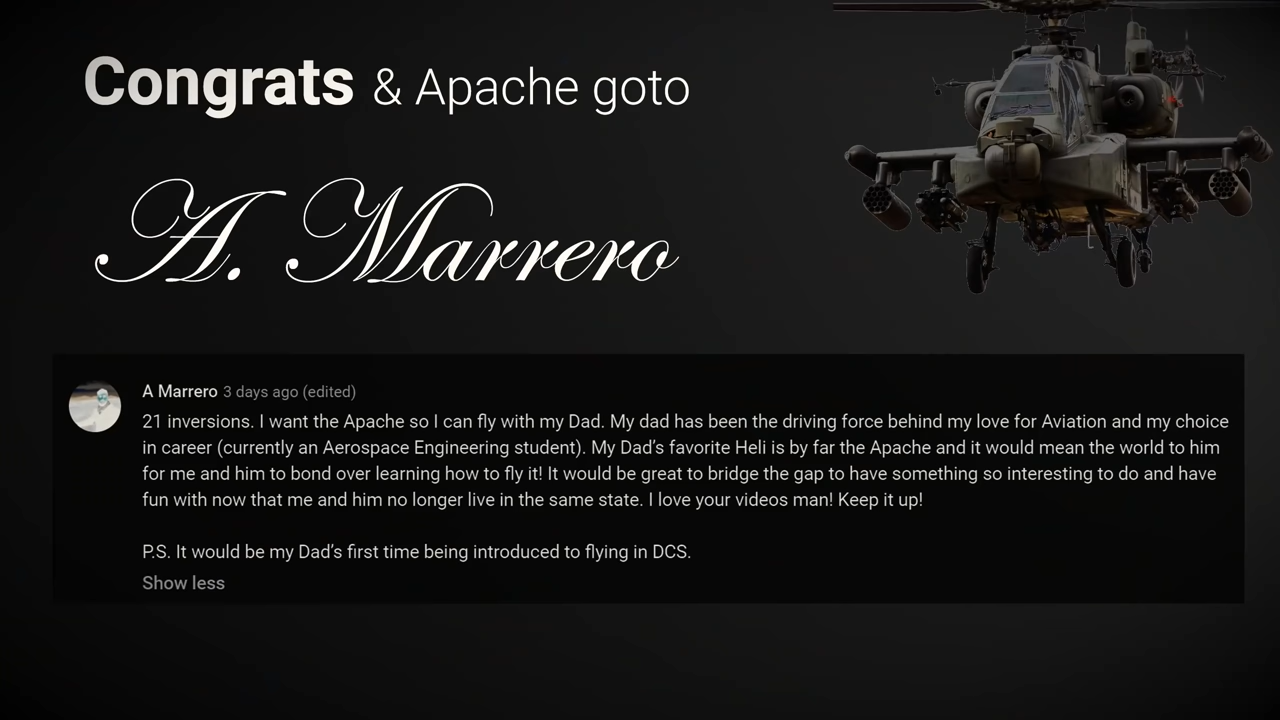 Congrats & Apache goto
A. Marrero
A Marrero 3 days ago (edited)
21 inversions. I want the Apache so I can fly with my Dad. My dad has been the driving force behind my love for Aviation and my choice
in career (currently an Aerospace Engineering student). My Dad's favorite Heli is by far the Apache and it would mean the world to him
for me and him to bond over learning how to fly it! It would be great to bridge the gap to have something so interesting to do and have
fun with now that me and him no longer live in the same state. I love your videos man! Keep it up!
P.S. It would be my Dad's first time being introduced to flying in DCS.
Show less